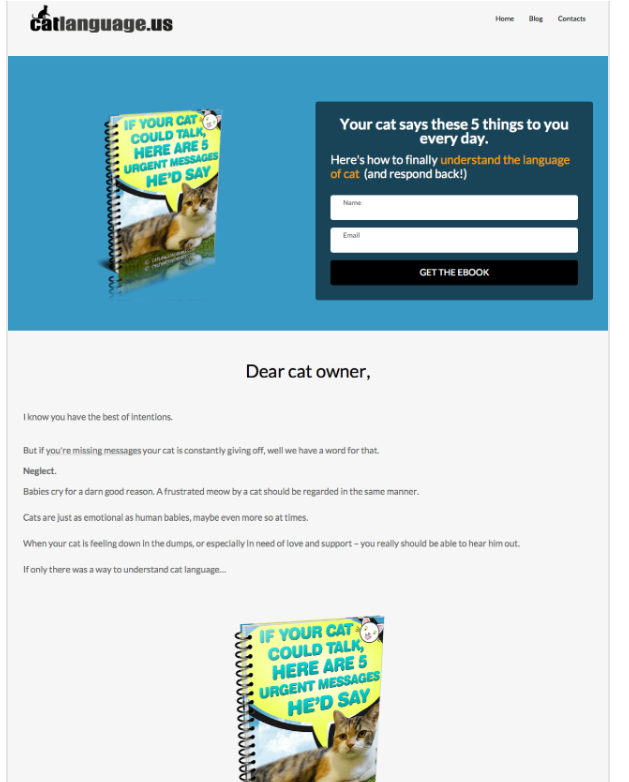 catlanguage.us
Home Blog Contacts
IF YOUR CAT
COULD TALK,
HERE ARE 5
URGENT MESSAGES
HE'D SAY
Your cat says these 5 things to you
every day.
Here's how to finally understand the language
of cat (and respond back!)
Name
Email
GET THE EBOOK
Dear cat owner,
I know you have the best of intentions.
But if you're missing messages your cat is constantly giving off, well we have a word for that.
Neglect.
Babies cry for a darn good reason. A frustrated meow by a cat should be regarded in the same manner.
Cats are just as emotional as human babies, maybe even more so at times.
When your cat is feeling down in the dumps, or especially in need of love and support – you really should be able to hear him out.
If only there was a way to understand cat language...
IF YOUR CAT
COULD TALK,
HERE ARE 5
URGENT MESSAGES
HE'D SAY